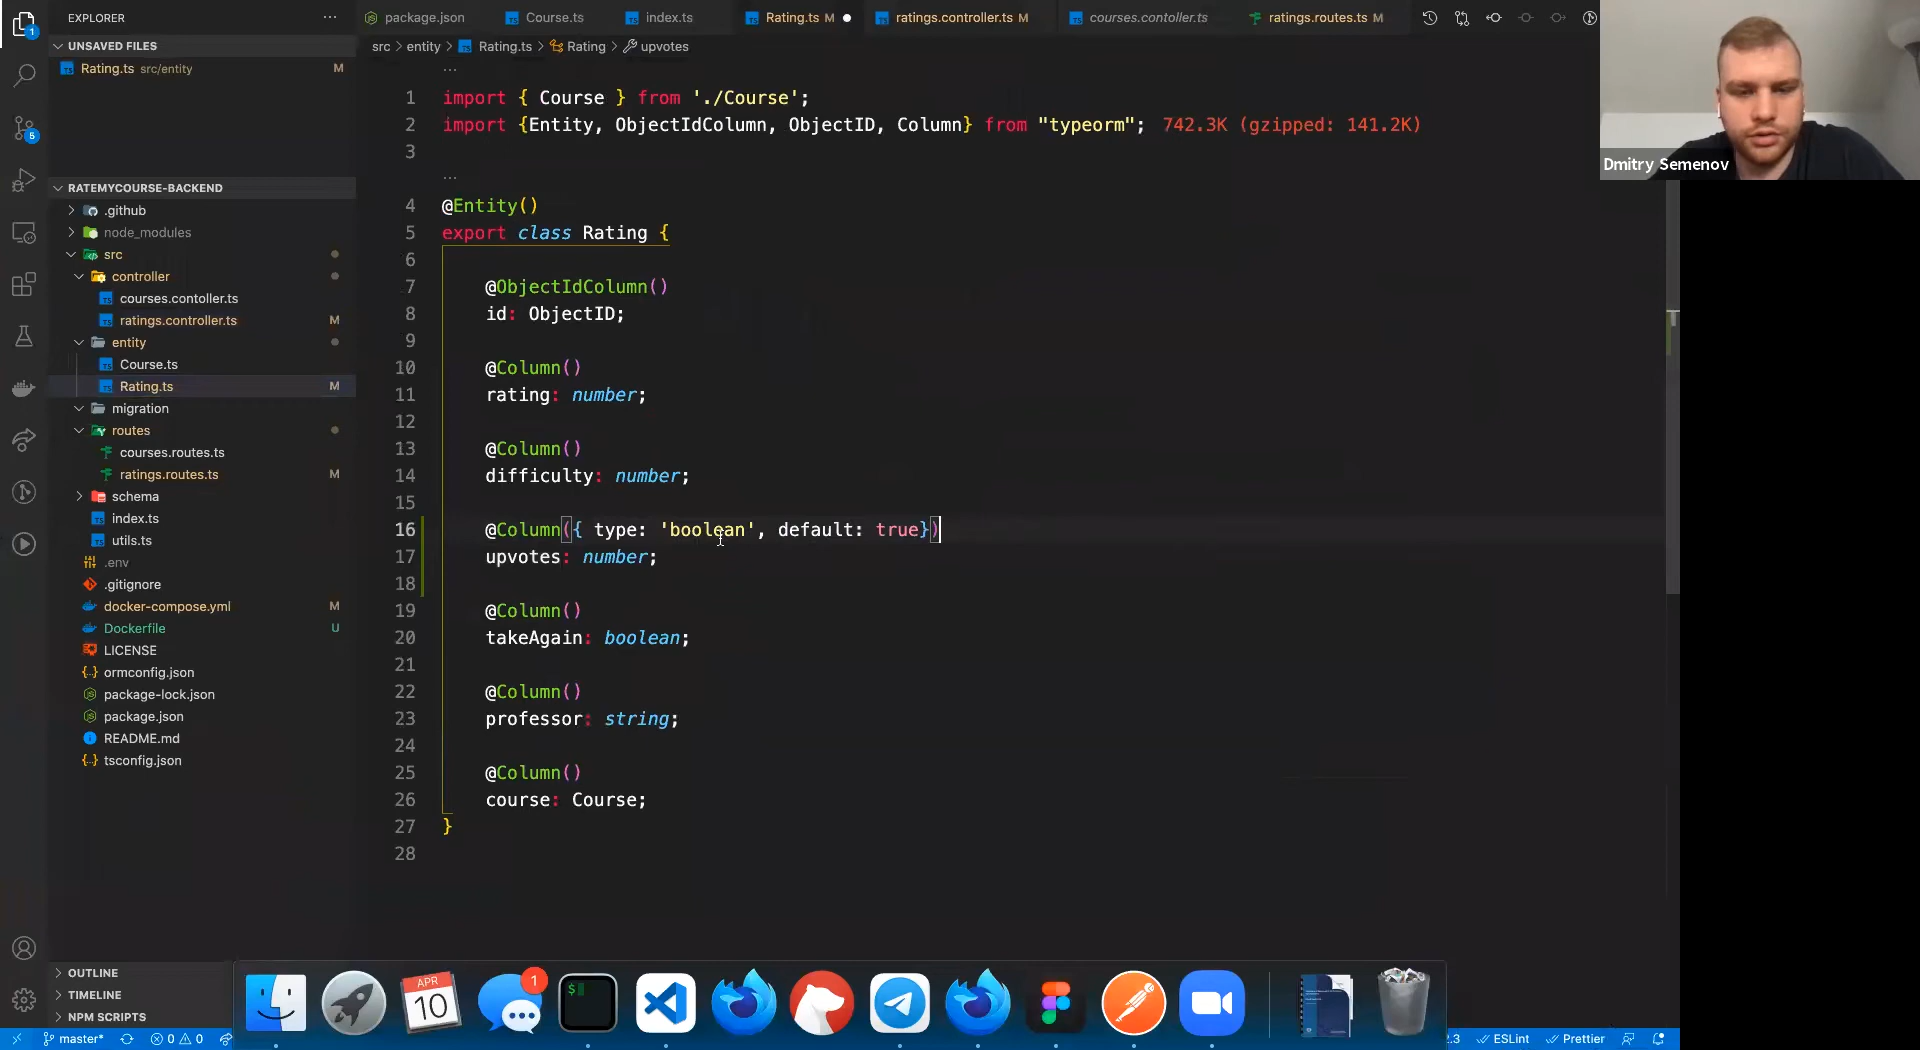 EXPLORER
package.json
Course.ts
index.ts
Rating.ts M
ratings.controller.ts M
courses.contoller.ts
ratings.routes.ts M
UNSAVED FILES
Rating.ts src/entity M
src > entity > Rating.ts > Rating > upvotes
RATEMYCOURSE-BACKEND
.github
node_modules
src
controller
courses.contoller.ts
ratings.controller.ts M
entity
Course.ts
Rating.ts M
migration
routes
courses.routes.ts
ratings.routes.ts M
schema
index.ts
utils.ts
.env
.gitignore
docker-compose.yml M
Dockerfile U
LICENSE
ormconfig.json
package-lock.json
package.json
README.md
tsconfig.json
OUTLINE
TIMELINE
NPM SCRIPTS
1 import { Course } from './Course';
2 import {Entity, ObjectIdColumn, ObjectID, Column} from "typeorm"; 742.3K (gzipped: 141.2K)
3
4 @Entity()
5 export class Rating {
6
7 @ObjectIdColumn()
8 id: ObjectID;
9
10 @Column()
11 rating: number;
12
13 @Column()
14 difficulty: number;
15
16 @Column({ type: 'boolean', default: true})
17 upvotes: number;
18
19 @Column()
20 takeAgain: boolean;
21
22 @Column()
23 professor: string;
24
25 @Column()
26 course: Course;
27 }
28
Dmitry Semenov
1
5
APR
10
1
$
master* 0 0
2.3 ESLint Prettier